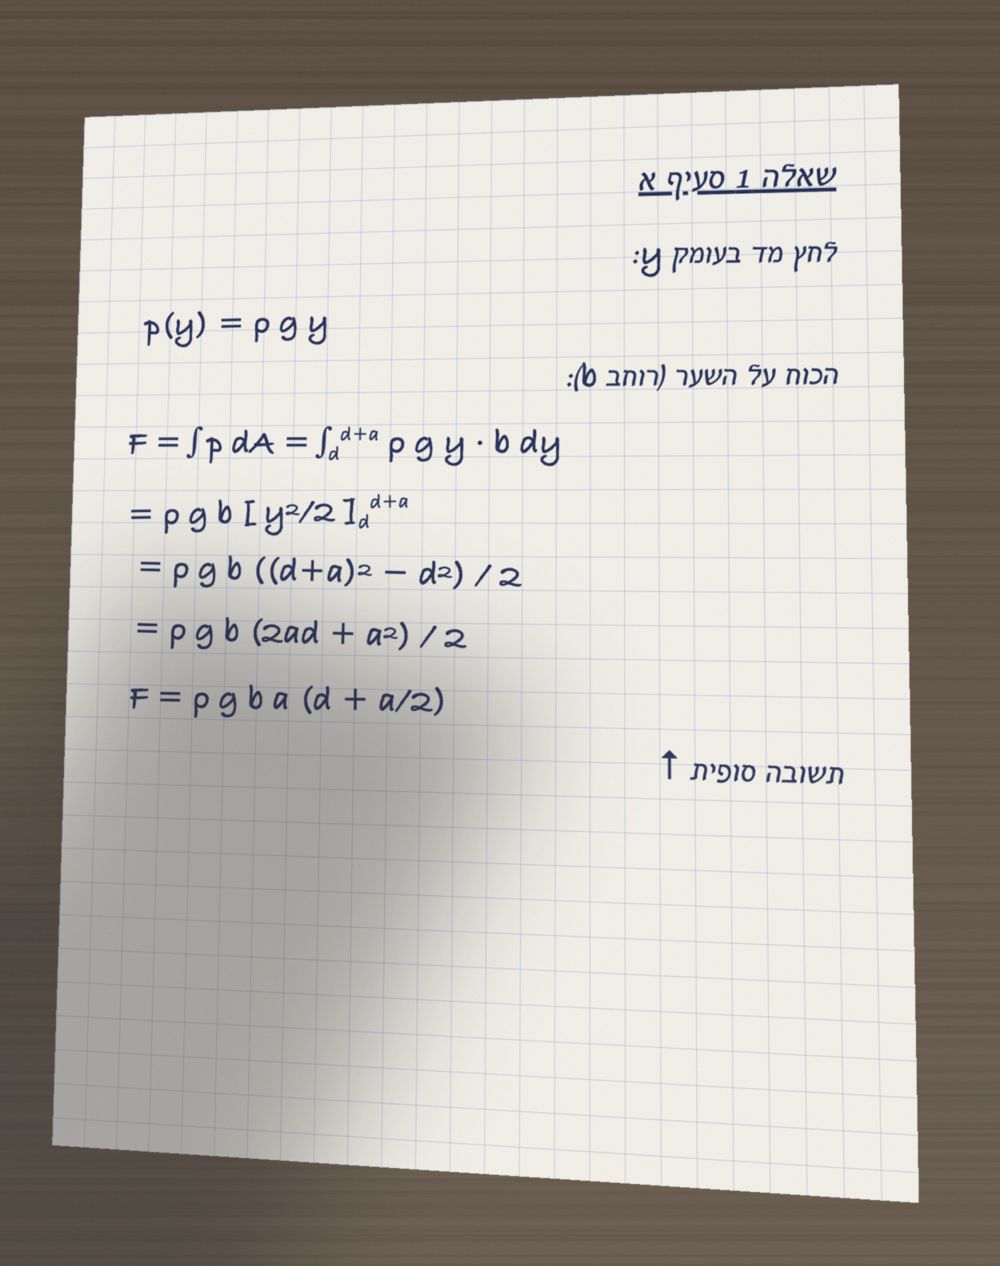 שאלה 1 סעיף א
לחץ מד בעומק y:
p(y) = ρ g y
הכוח על השער (רוחב b):
F = ∫ p dA = ∫_d^{d+a} ρ g y · b dy
= ρ g b [ y²/2 ]_d^{d+a}
= ρ g b ((d+a)² − d²) / 2
= ρ g b (2ad + a²) / 2
F = ρ g b a (d + a/2)
תשובה סופית ↑